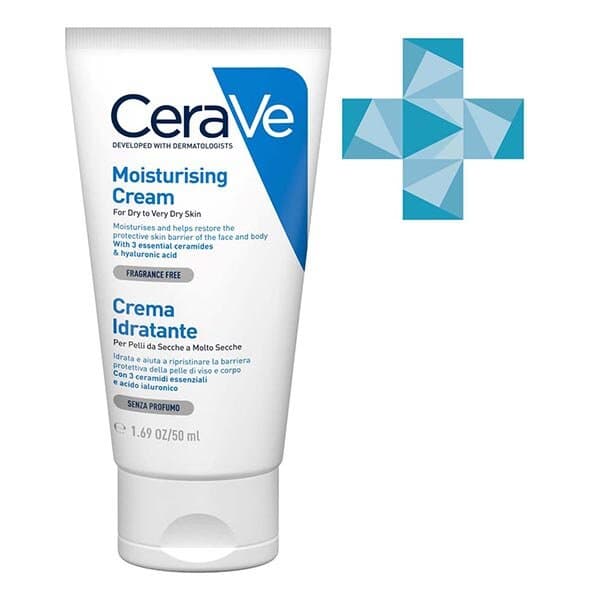 CeraVe
DEVELOPED WITH DERMATOLOGISTS
Moisturising
Cream
For Dry to Very Dry Skin
Moisturises and helps restore the
protective skin barrier of the face and body
With 3 essential ceramides
& hyaluronic acid
FRAGRANCE FREE
Crema
Idratante
Per Pelli da Secche a Molto Secche
Idrata e aiuta a ripristinare la barriera
protettiva della pelle di viso e corpo
Con 3 ceramidi essenziali
e acido ialuronico
SENZA PROFUMO
℮ 1.69 OZ/50 ml